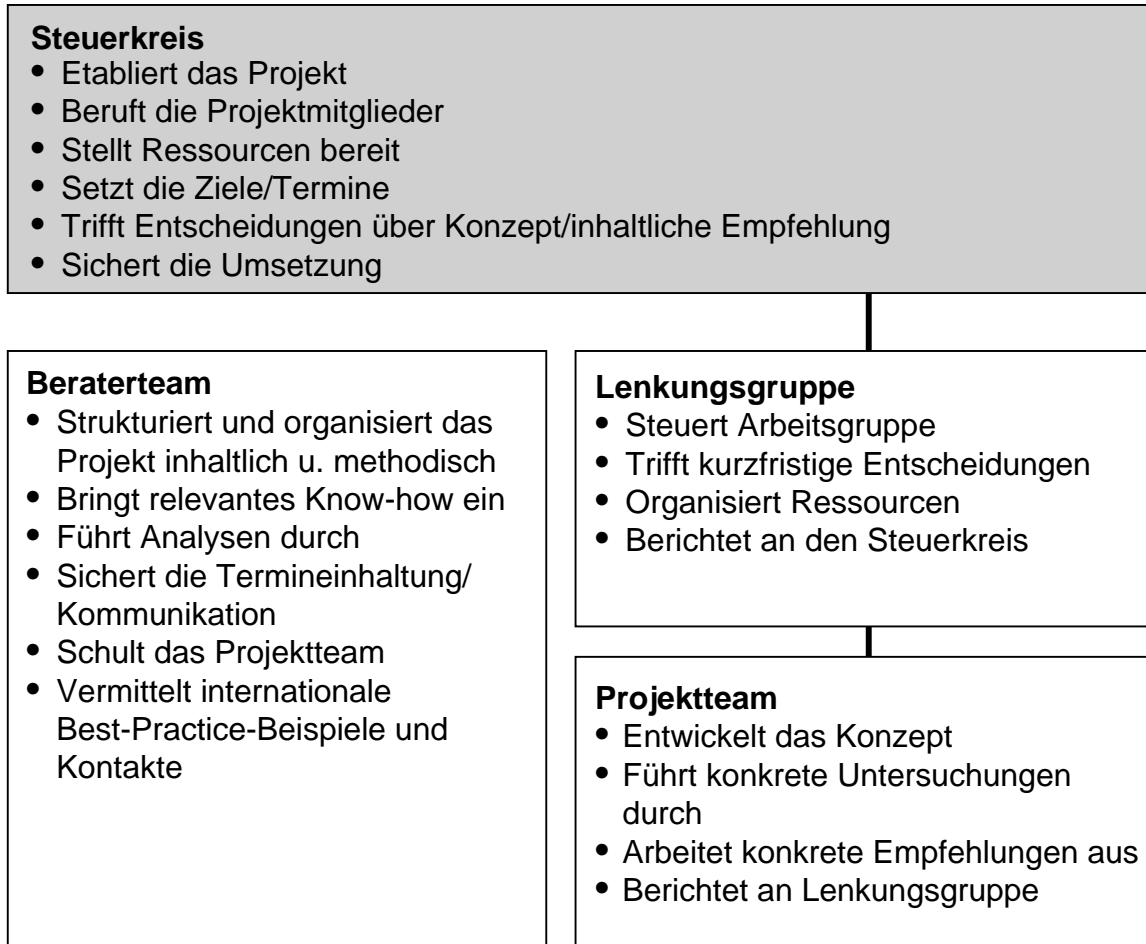 Steuerkreis
• Etabliert das Projekt
• Beruft die Projektmitglieder
• Stellt Ressourcen bereit
• Setzt die Ziele/Termine
• Trifft Entscheidungen über Konzept/inhaltliche Empfehlung
• Sichert die Umsetzung
Beraterteam
• Strukturiert und organisiert das
Projekt inhaltlich u. methodisch
• Bringt relevantes Know-how ein
• Führt Analysen durch
• Sichert die Termineinhaltung/
Kommunikation
• Schult das Projektteam
• Vermittelt internationale
Best-Practice-Beispiele und
Kontakte
Lenkungsgruppe
• Steuert Arbeitsgruppe
• Trifft kurzfristige Entscheidungen
• Organisiert Ressourcen
• Berichtet an den Steuerkreis
Projektteam
• Entwickelt das Konzept
• Führt konkrete Untersuchungen
durch
• Arbeitet konkrete Empfehlungen aus
• Berichtet an Lenkungsgruppe